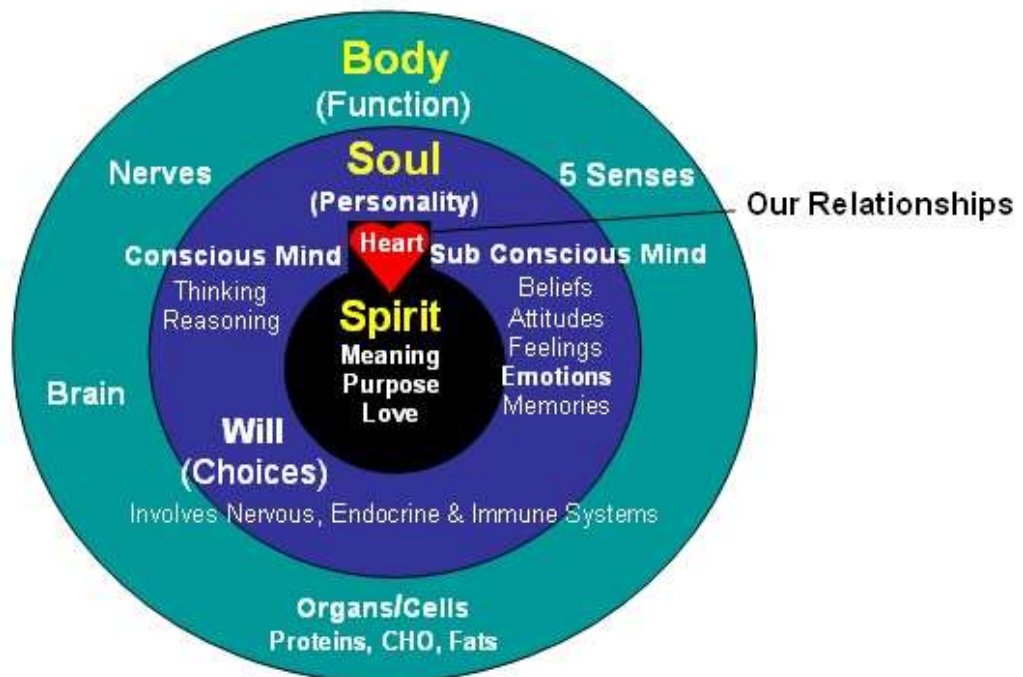 Body
(Function)
Soul
(Personality)
Nerves
5 Senses
Our Relationships
Heart
Conscious Mind
Thinking
Reasoning
Sub Conscious Mind
Beliefs
Attitudes
Feelings
Emotions
Memories
Spirit
Meaning
Purpose
Love
Brain
Will
(Choices)
Involves Nervous, Endocrine & Immune Systems
Organs/Cells
Proteins, CHO, Fats